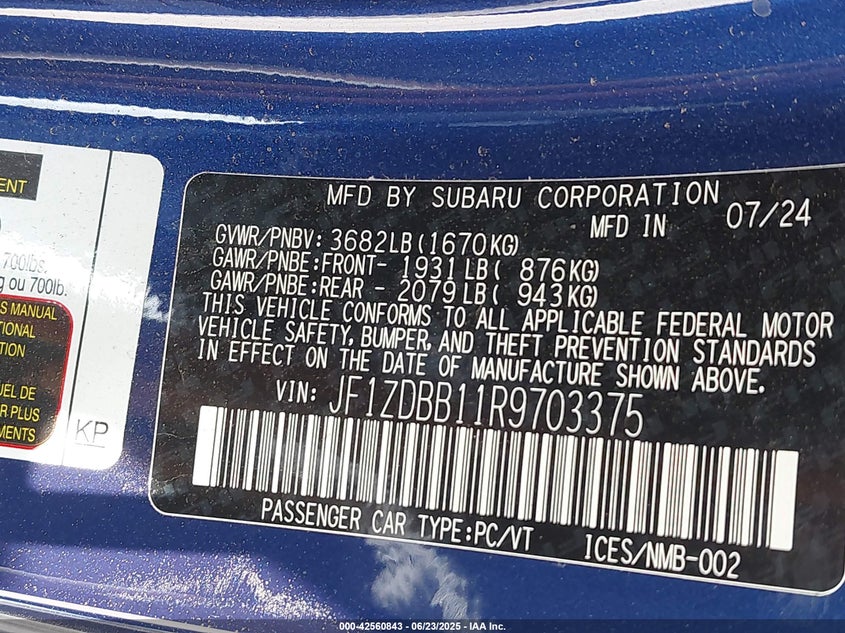 ENT
700lbs.
g ou 700lb.
S MANUAL
TIONAL
TION
UEL DE
R PLUS
MENTS
KP
MFD BY SUBARU CORPORATION
MFD IN 07/24
GVWR/PNBV: 3682LB(1670KG)
GAWR/PNBE:FRONT- 1931LB( 876KG)
GAWR/PNBE:REAR - 2079LB( 943KG)
THIS VEHICLE CONFORMS TO ALL APPLICABLE FEDERAL MOTOR
VEHICLE SAFETY, BUMPER, AND THEFT PREVENTION STANDARDS
IN EFFECT ON THE DATE OF MANUFACTURE SHOWN ABOVE.
VIN: JF1ZDBB11R9703375
PASSENGER CAR TYPE:PC/VT ICES/NMB-002
000-42560843 - 06/23/2025 - IAA Inc.